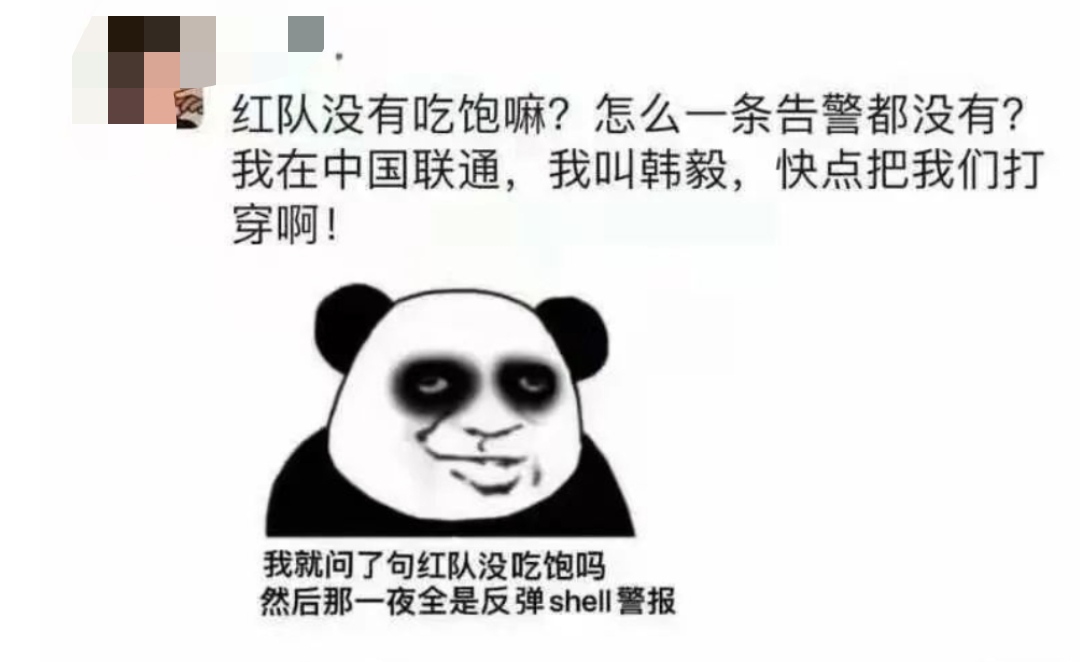 红队没有吃饱嘛？怎么一条告警都没有？
我在中国联通，我叫韩毅，快点把我们打
穿啊！
我就问了句红队没吃饱吗
然后那一夜全是反弹shell警报